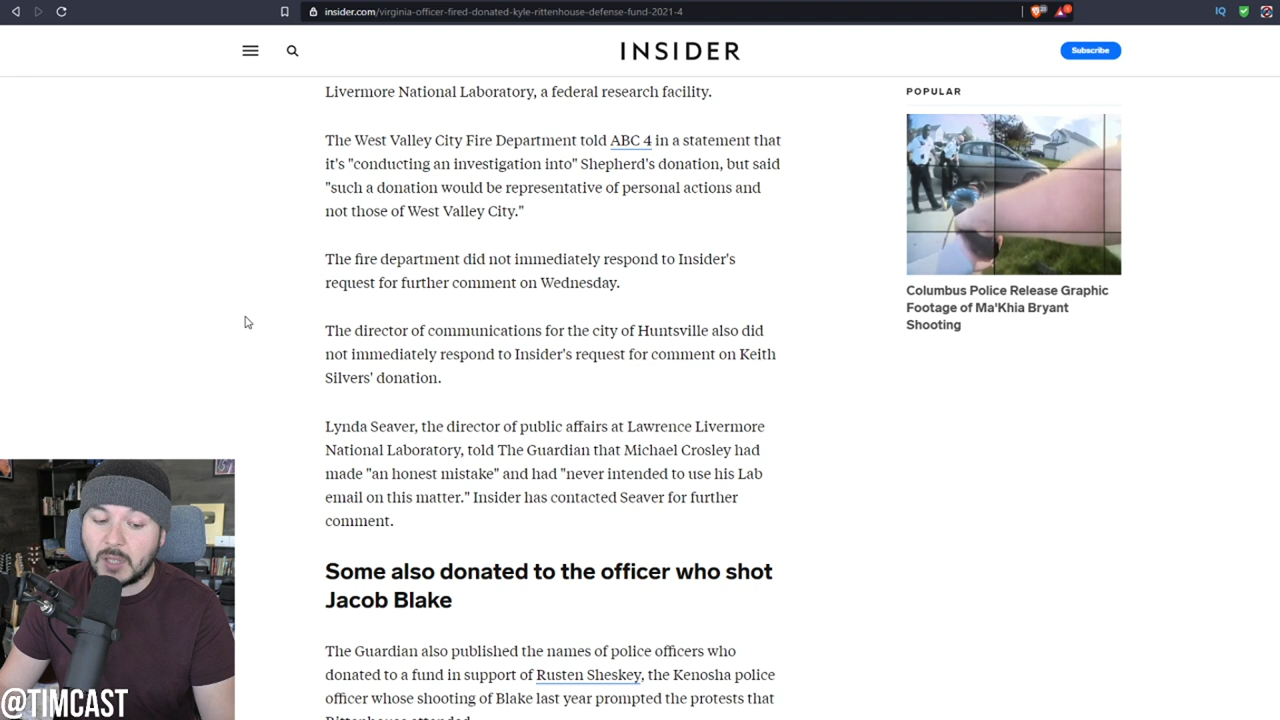 insider.com/virginia-officer-fired-donated-kyle-rittenhouse-defense-fund-2021-4
IQ
INSIDER
Subscribe
Livermore National Laboratory, a federal research facility.
The West Valley City Fire Department told ABC 4 in a statement that
it's "conducting an investigation into" Shepherd's donation, but said
"such a donation would be representative of personal actions and
not those of West Valley City."
The fire department did not immediately respond to Insider's
request for further comment on Wednesday.
The director of communications for the city of Huntsville also did
not immediately respond to Insider's request for comment on Keith
Silvers' donation.
Lynda Seaver, the director of public affairs at Lawrence Livermore
National Laboratory, told The Guardian that Michael Crosley had
made "an honest mistake" and had "never intended to use his Lab
email on this matter." Insider has contacted Seaver for further
comment.
Some also donated to the officer who shot
Jacob Blake
The Guardian also published the names of police officers who
donated to a fund in support of Rusten Sheskey, the Kenosha police
officer whose shooting of Blake last year prompted the protests that
Rittenhouse attended.
POPULAR
Columbus Police Release Graphic
Footage of Ma'Khia Bryant
Shooting
@TIMCAST